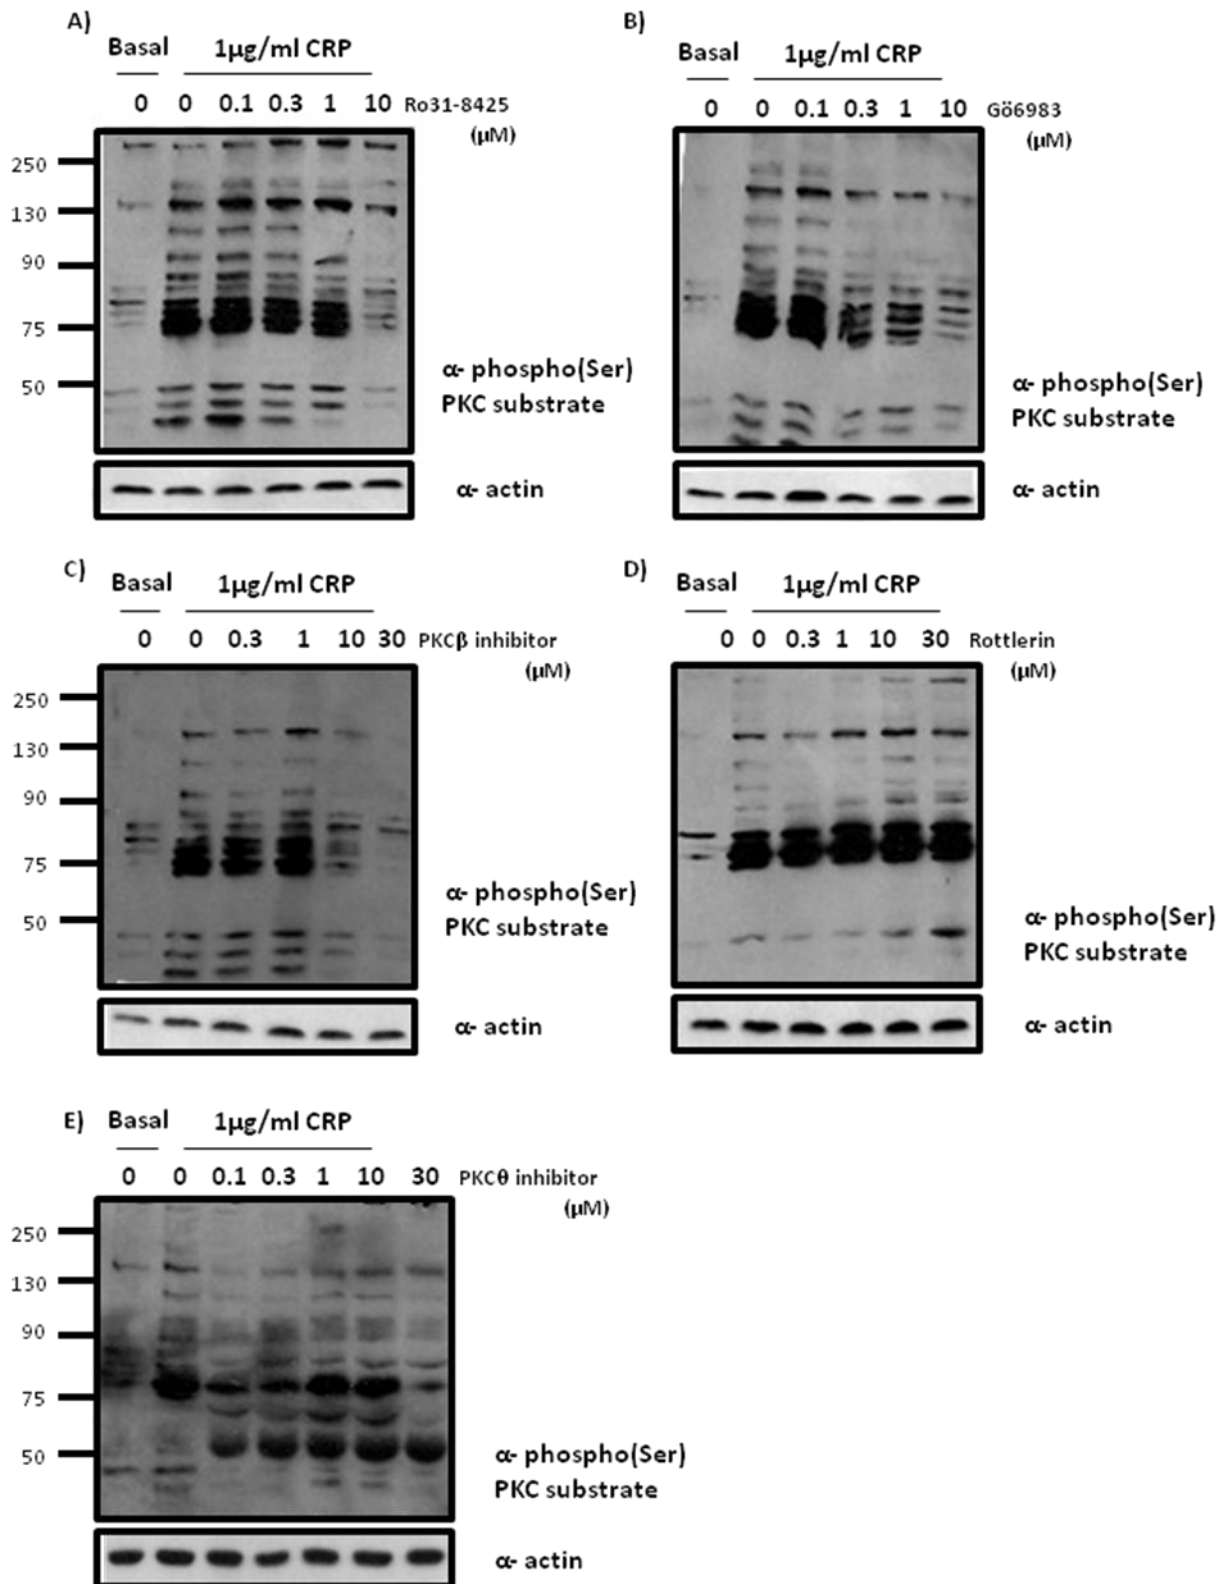 A)
Basal 1µg/ml CRP
0 0 0.1 0.3 1 10 Ro31-8425
(µM)
250
130
90
75
50
α- phospho(Ser)
PKC substrate
α- actin
B)
Basal 1µg/ml CRP
0 0 0.1 0.3 1 10 Gö6983
(µM)
α- phospho(Ser)
PKC substrate
α- actin
C)
Basal 1µg/ml CRP
0 0 0.3 1 10 30 PKCβ inhibitor
(µM)
250
130
90
75
50
α- phospho(Ser)
PKC substrate
α- actin
D)
Basal 1µg/ml CRP
0 0 0.3 1 10 30 Rottlerin
(µM)
α- phospho(Ser)
PKC substrate
α- actin
E)
Basal 1µg/ml CRP
0 0 0.1 0.3 1 10 30 PKCθ inhibitor
(µM)
250
130
90
75
50
α- phospho(Ser)
PKC substrate
α- actin